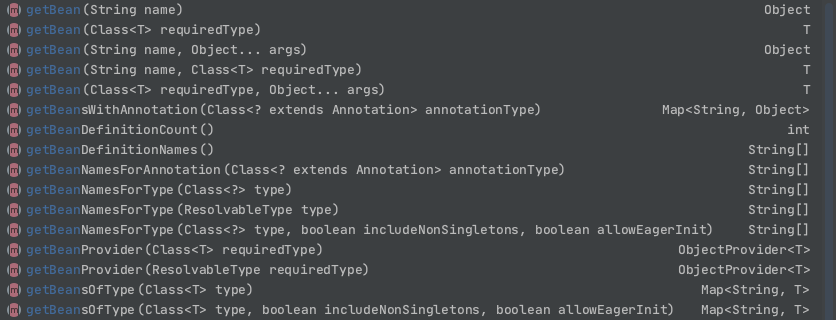 m getBean(String name) Object
m getBean(Class<T> requiredType) T
m getBean(String name, Object... args) Object
m getBean(String name, Class<T> requiredType) T
m getBean(Class<T> requiredType, Object... args) T
m getBeansWithAnnotation(Class<? extends Annotation> annotationType) Map<String, Object>
m getBeanDefinitionCount() int
m getBeanDefinitionNames() String[]
m getBeanNamesForAnnotation(Class<? extends Annotation> annotationType) String[]
m getBeanNamesForType(Class<?> type) String[]
m getBeanNamesForType(ResolvableType type) String[]
m getBeanNamesForType(Class<?> type, boolean includeNonSingletons, boolean allowEagerInit) String[]
m getBeanProvider(Class<T> requiredType) ObjectProvider<T>
m getBeanProvider(ResolvableType requiredType) ObjectProvider<T>
m getBeansOfType(Class<T> type) Map<String, T>
m getBeansOfType(Class<T> type, boolean includeNonSingletons, boolean allowEagerInit) Map<String, T>